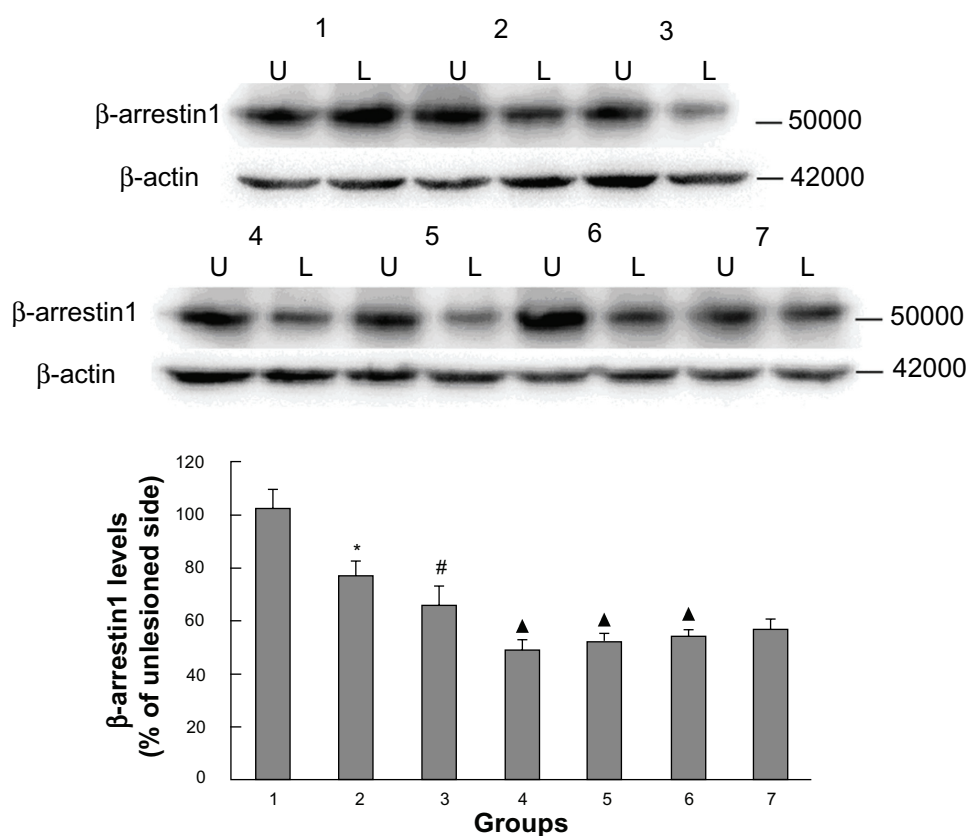 1 2 3
U L U L U L
β-arrestin1
— 50000
β-actin
— 42000
4 5 6 7
U L U L U L U L
β-arrestin1
— 50000
β-actin
— 42000
β-arrestin1 levels
(% of unlesioned side)
120
100
80
60
40
20
0
* # ▲ ▲ ▲
1 2 3 4 5 6 7
Groups